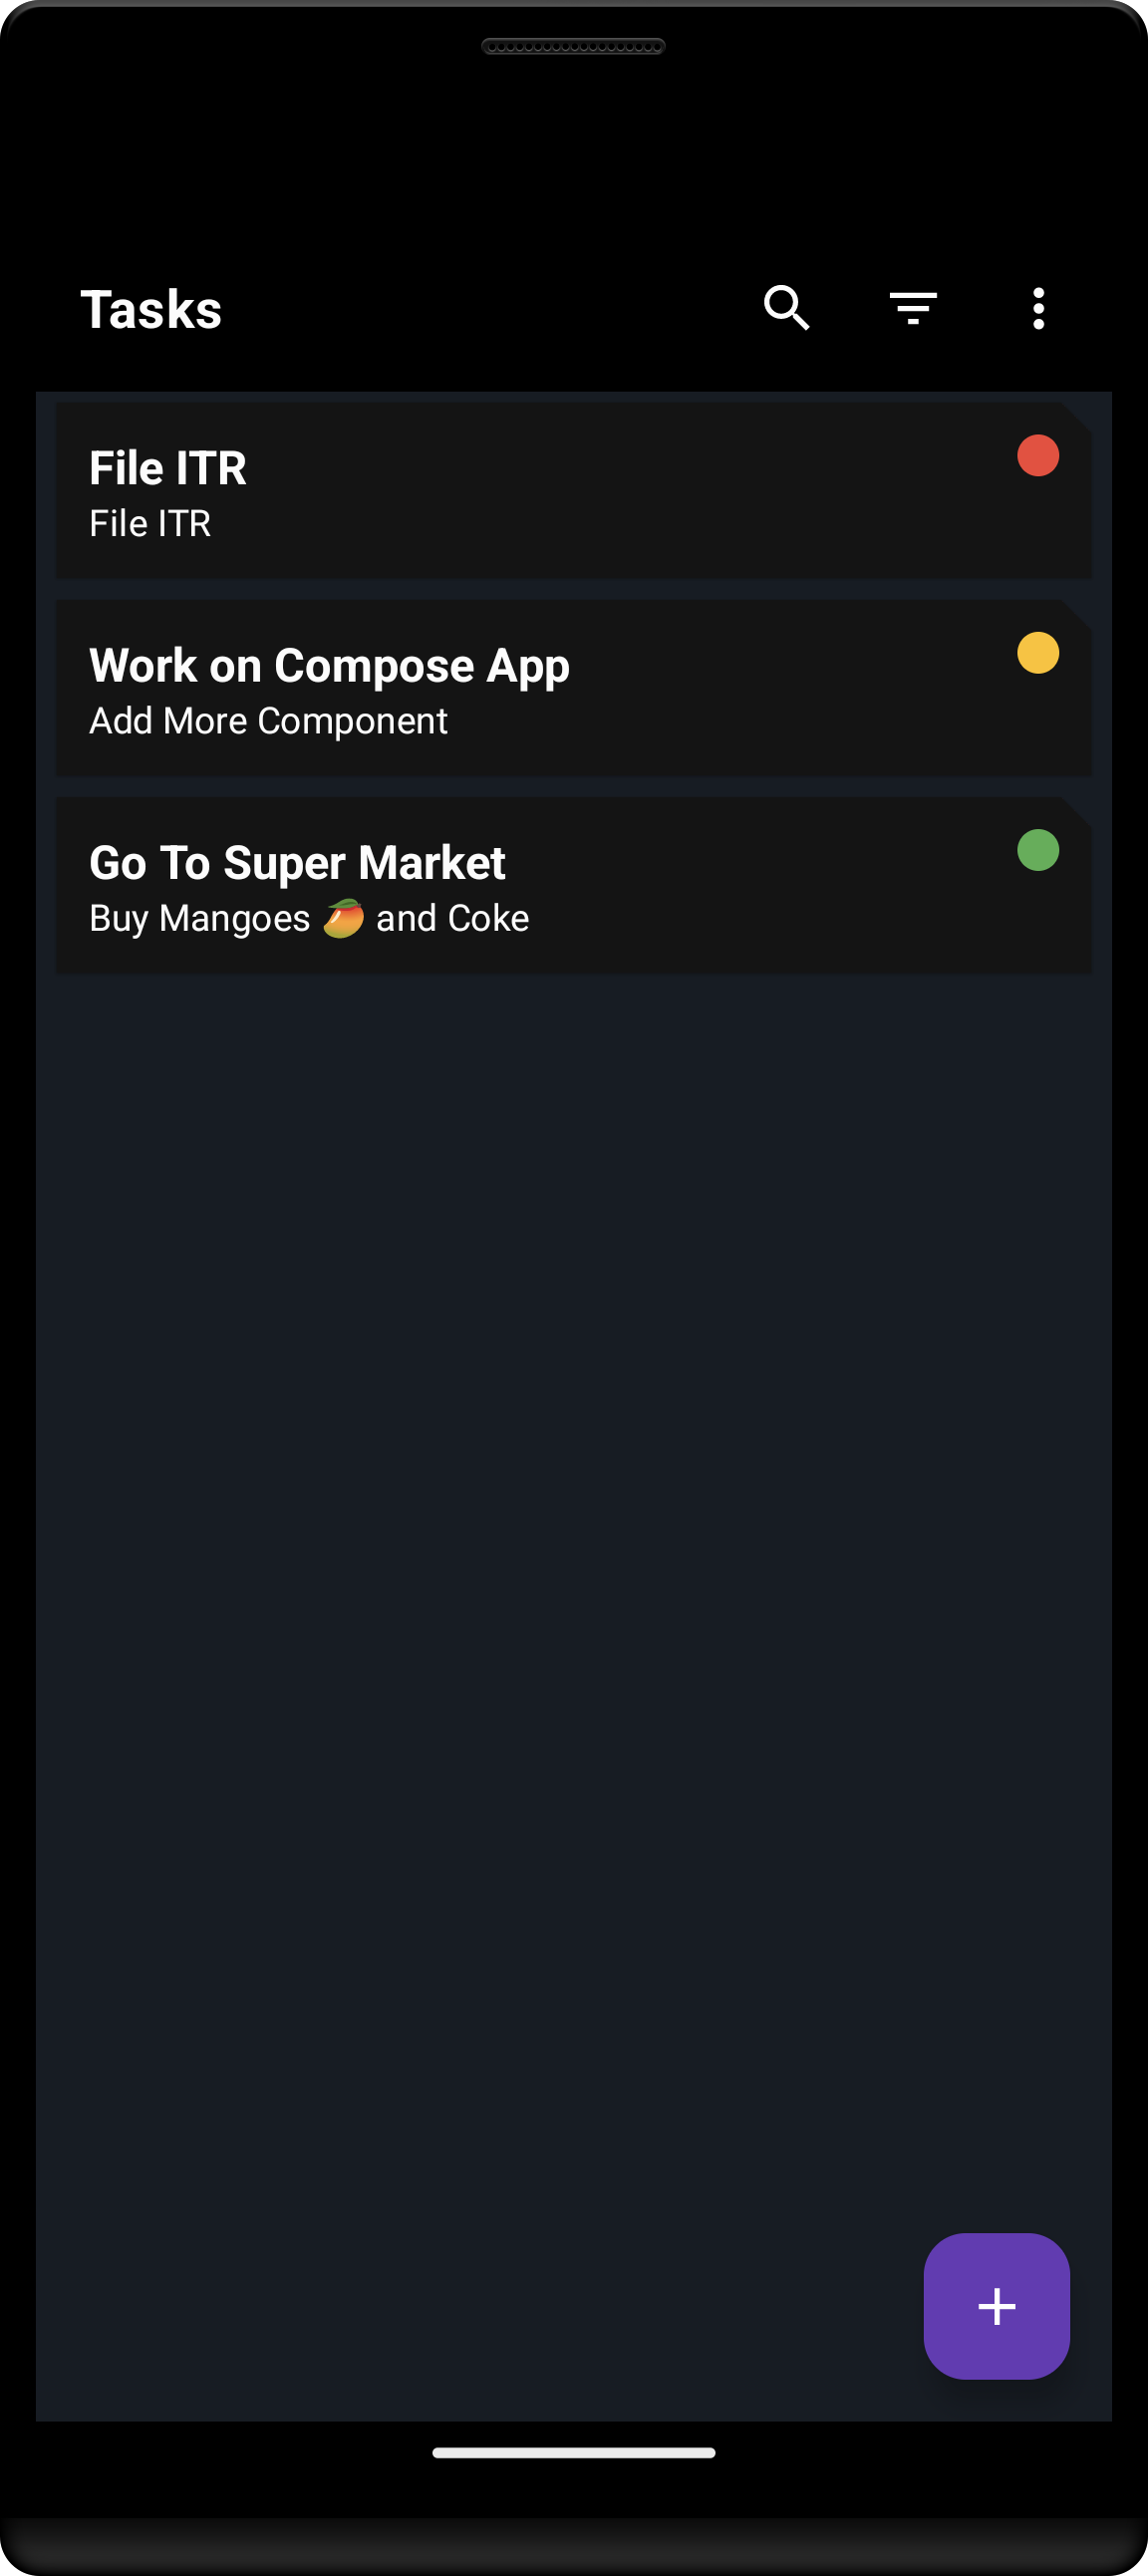 Tasks
File ITR
File ITR
Work on Compose App
Add More Component
Go To Super Market
Buy Mangoes 🥭 and Coke